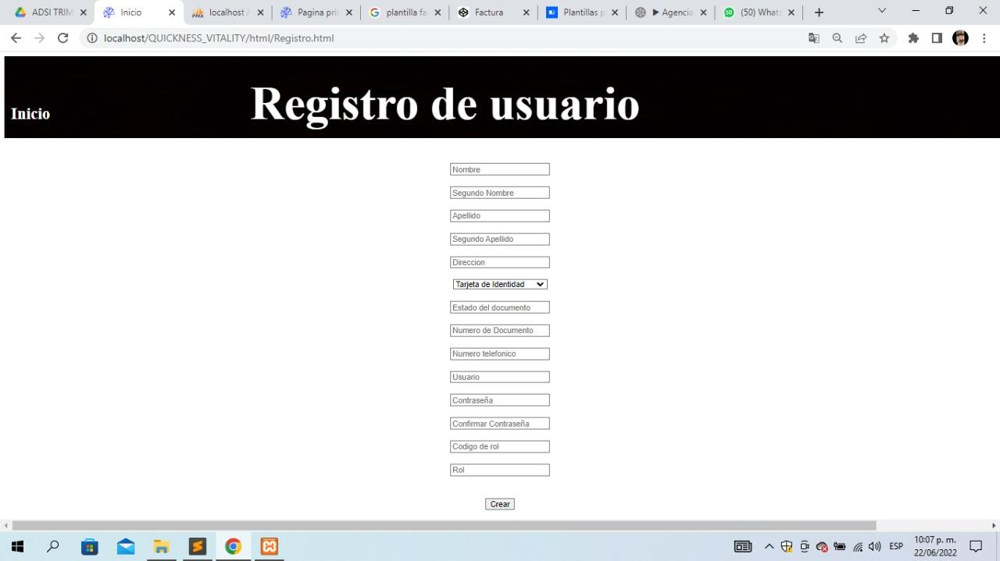 ADSI TRIM
Inicio
localhost /
Pagina prin
plantilla fa
Factura
Plantillas p
▶ Agencia
(50) Whats
localhost/QUICKNESS_VITALITY/html/Registro.html
Inicio
Registro de usuario
Nombre
Segundo Nombre
Apellido
Segundo Apellido
Direccion
Tarjeta de Identidad
Estado del documento
Numero de Documento
Numero telefonico
Usuario
Contraseña
Confirmar Contraseña
Codigo de rol
Rol
Crear
ESP
10:07 p. m.
22/06/2022